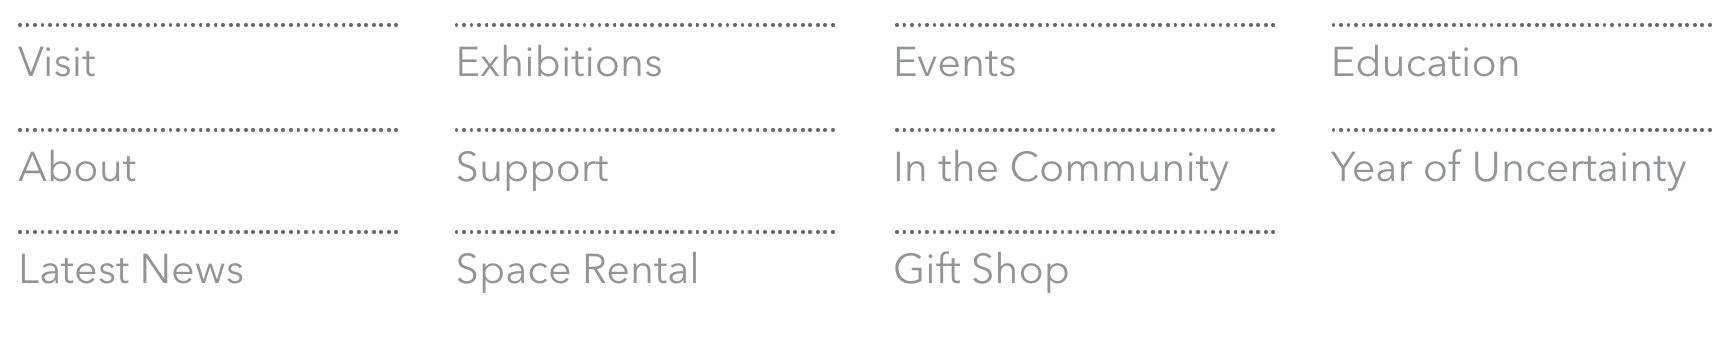 Visit
Exhibitions
Events
Education
About
Support
In the Community
Year of Uncertainty
Latest News
Space Rental
Gift Shop